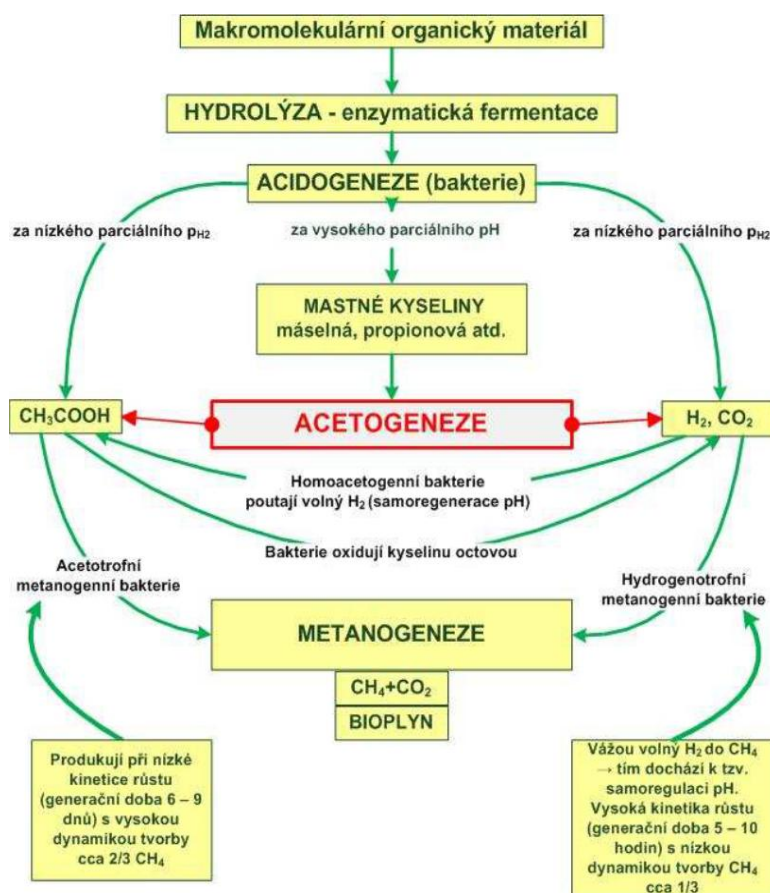 Makromolekulární organický materiál
HYDROLÝZA - enzymatická fermentace
ACIDOGENEZE (bakterie)
za nízkého parciálního pH2
za vysokého parciálního pH
za nízkého parciálního pH2
MASTNÉ KYSELINY
máselná, propionová atd.
CH3COOH
ACETOGENEZE
H2, CO2
Homoacetogenní bakterie
poutají volný H2 (samoregenerace pH)
Bakterie oxidují kyselinu octovou
Acetotrofní
metanogenní bakterie
Hydrogenotrofní
metanogenní bakterie
METANOGENEZE
CH4+CO2
BIOPLYN
Produkují při nízké
kinetice růstu
(generační doba 6 – 9
dnů) s vysokou
dynamikou tvorby
cca 2/3 CH4
Vážou volný H2 do CH4
→ tím dochází k tzv.
samoregulaci pH.
Vysoká kinetika růstu
(generační doba 5 – 10
hodin) s nízkou
dynamikou tvorby CH4
cca 1/3